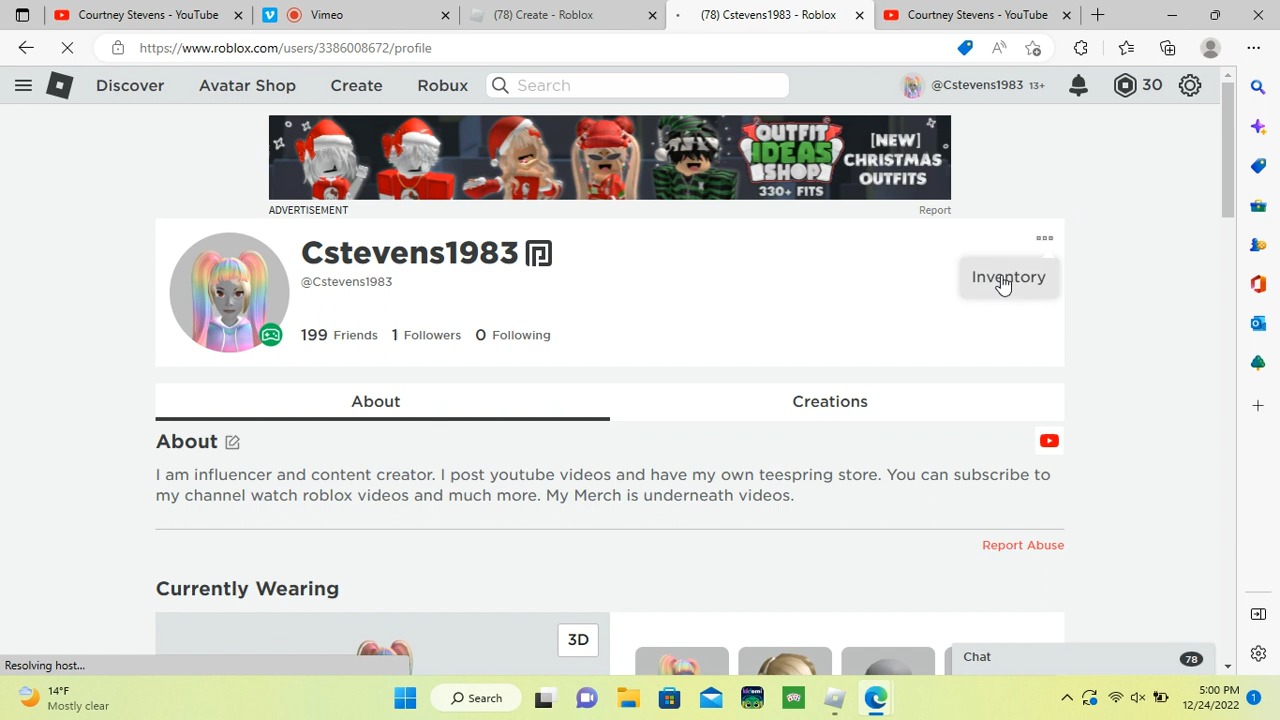 Courtney Stevens - YouTube
Vimeo
(78) Create - Roblox
(78) Cstevens1983 - Roblox
Courtney Stevens - YouTube
https://www.roblox.com/users/3386008672/profile
Discover
Avatar Shop
Create
Robux
Search
@Cstevens1983 13+
30
OUTFIT
IDEAS
SHOP
330+ FITS
[NEW]
CHRISTMAS
OUTFITS
ADVERTISEMENT
Report
Cstevens1983
@Cstevens1983
199 Friends 1 Followers 0 Following
Inventory
About
Creations
About
I am influencer and content creator. I post youtube videos and have my own teespring store. You can subscribe to
my channel watch roblox videos and much more. My Merch is underneath videos.
Report Abuse
Currently Wearing
3D
Chat
78
Resolving host...
14°F
Mostly clear
Search
5:00 PM
12/24/2022
1